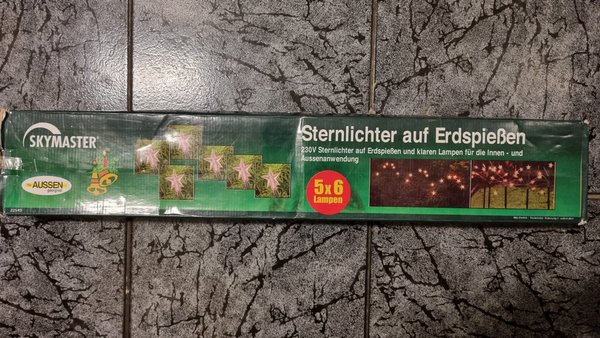 SKYMASTER
Sternlichter auf Erdspießen
230V Sternlichter auf Erdspießen und klaren Lampen für die Innen - und
Aussenanwendung
AUSSEN
geeignet
5x6
Lampen